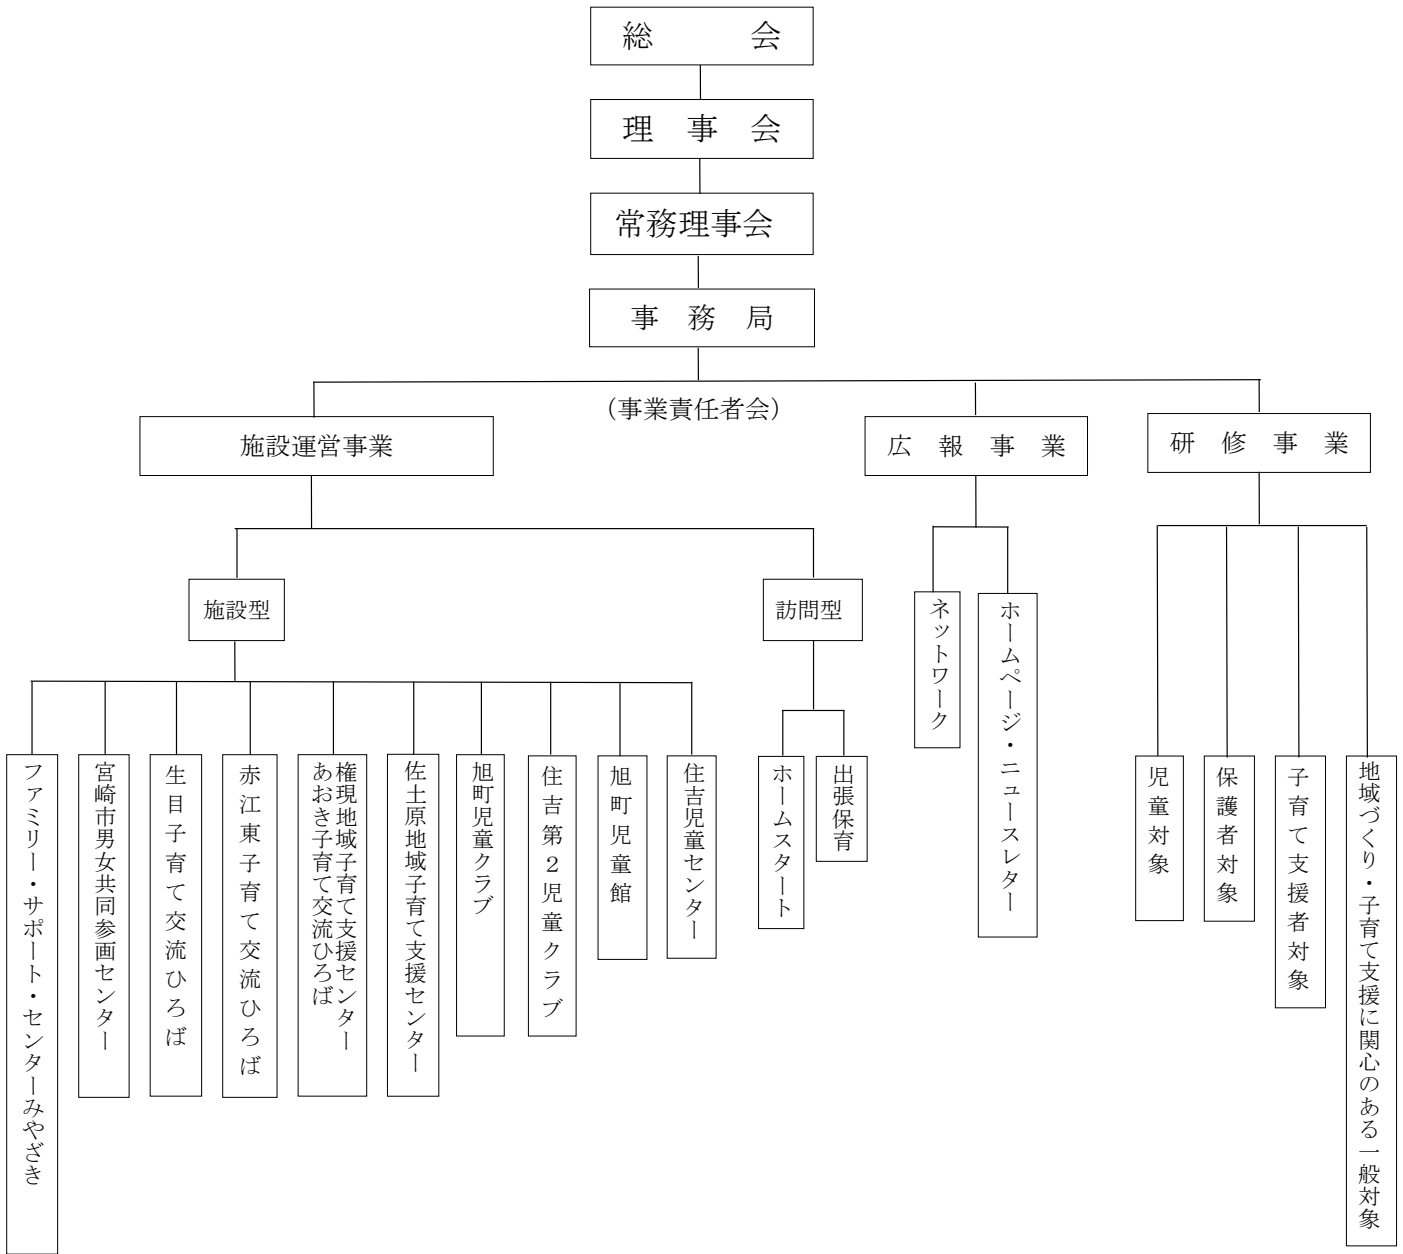 総会
理事会
常務理事会
事務局
（事業責任者会）
施設運営事業
広報事業
研修事業
施設型
訪問型
ネットワーク
ホームページ・ニュースレター
ファミリー・サポート・センターみやざき
宮崎市男女共同参画センター
生目子育て交流ひろば
赤江東子育て交流ひろば
権現地域子育て支援センター
あおき子育て交流ひろば
佐土原地域子育て支援センター
旭町児童クラブ
住吉第２児童クラブ
旭町児童館
住吉児童センター
ホームスタート
出張保育
児童対象
保護者対象
子育て支援者対象
地域づくり・子育て支援に関心のある一般対象